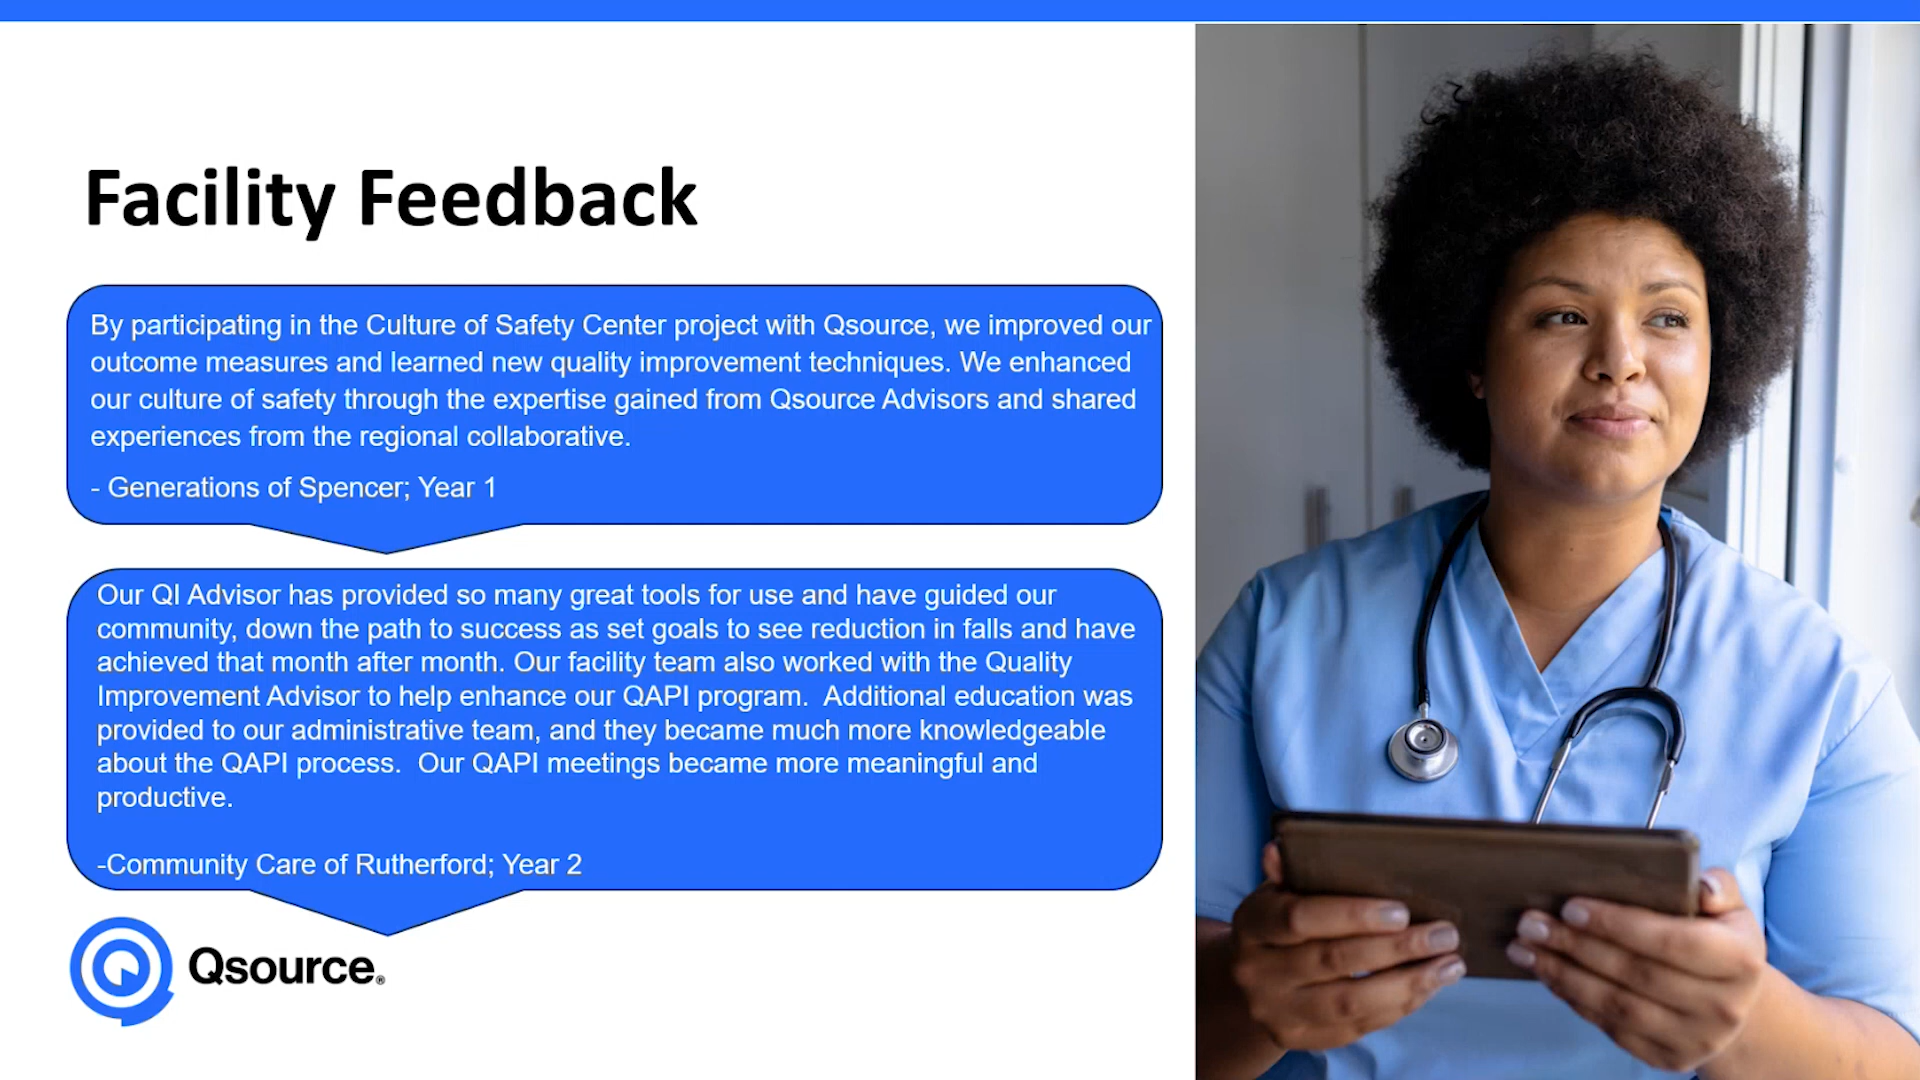 Facility Feedback
By participating in the Culture of Safety Center project with Qsource, we improved our
outcome measures and learned new quality improvement techniques. We enhanced
our culture of safety through the expertise gained from Qsource Advisors and shared
experiences from the regional collaborative.
- Generations of Spencer; Year 1
Our QI Advisor has provided so many great tools for use and have guided our
community, down the path to success as set goals to see reduction in falls and have
achieved that month after month. Our facility team also worked with the Quality
Improvement Advisor to help enhance our QAPI program.  Additional education was
provided to our administrative team, and they became much more knowledgeable
about the QAPI process.  Our QAPI meetings became more meaningful and
productive.
-Community Care of Rutherford; Year 2
Qsource®